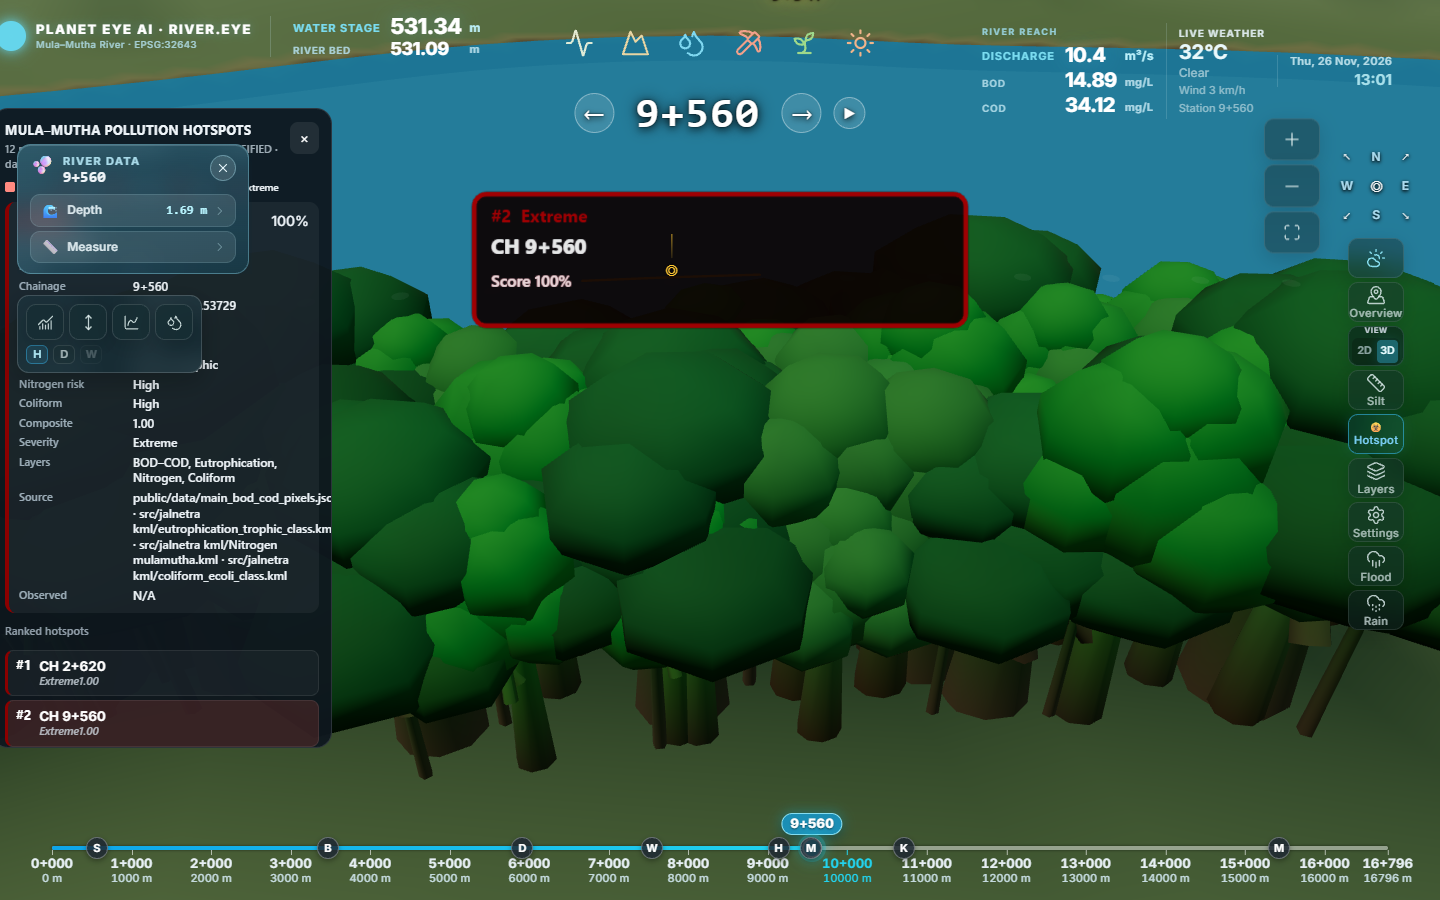 PLANET EYE AI · RIVER.EYE
Mula–Mutha River · EPSG:32643
WATER STAGE 531.34 m
RIVER BED 531.09 m
RIVER REACH
DISCHARGE 10.4 m³/s
BOD 14.89 mg/L
COD 34.12 mg/L
LIVE WEATHER
32°C
Clear
Wind 3 km/h
Station 9+560
Thu, 26 Nov, 2026
13:01
← 9+560 → ▶
MULA–MUTHA POLLUTION HOTSPOTS
×
12
RIVER DATA
9+560
Depth 1.69 m
Measure
100%
Chainage 9+560
.53729
H D W
Nitrogen risk High
Coliform High
Composite 1.00
Severity Extreme
Layers BOD–COD, Eutrophication,
Nitrogen, Coliform
Source public/data/main_bod_cod_pixels.jsc
· src/jalnetra
kml/eutrophication_trophic_class.km
· src/jalnetra kml/Nitrogen
mulamutha.kml · src/jalnetra
kml/coliform_ecoli_class.kml
Observed N/A
Ranked hotspots
#1 CH 2+620
Extreme1.00
#2 CH 9+560
Extreme1.00
#2 Extreme
CH 9+560
Score 100%
+
−
N
W E
S
Overview
VIEW
2D 3D
Silt
Hotspot
Layers
Settings
Flood
Rain
9+560
S B D W H M K M
0+000 1+000 2+000 3+000 4+000 5+000 6+000 7+000 8+000 9+000 10+000 11+000 12+000 13+000 14+000 15+000 16+000 16+796
0 m 1000 m 2000 m 3000 m 4000 m 5000 m 6000 m 7000 m 8000 m 9000 m 10000 m 11000 m 12000 m 13000 m 14000 m 15000 m 16000 m 16796 m